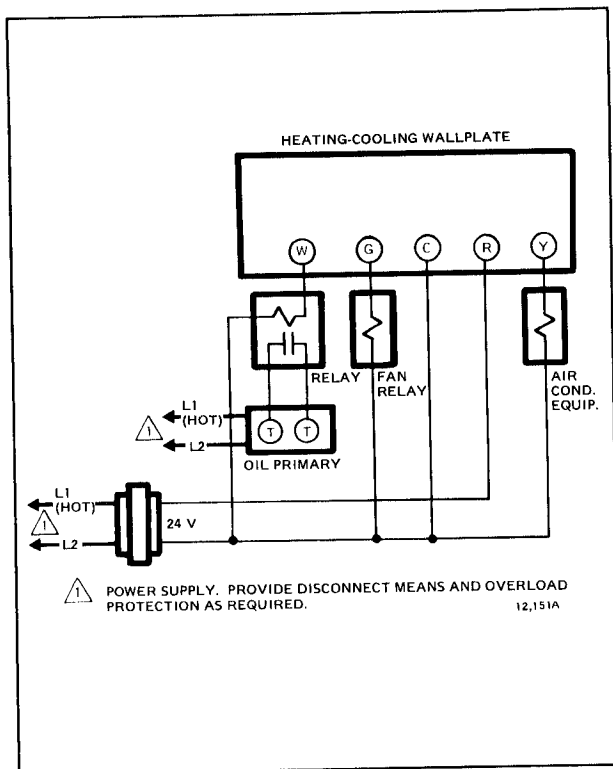 HEATING-COOLING WALLPLATE
W G C R Y
RELAY
FAN
RELAY
AIR
COND.
EQUIP.
L1
(HOT)
1
L2
T T
OIL PRIMARY
L1
(HOT)
1
L2
24 V
1 POWER SUPPLY. PROVIDE DISCONNECT MEANS AND OVERLOAD
PROTECTION AS REQUIRED.
12,151A